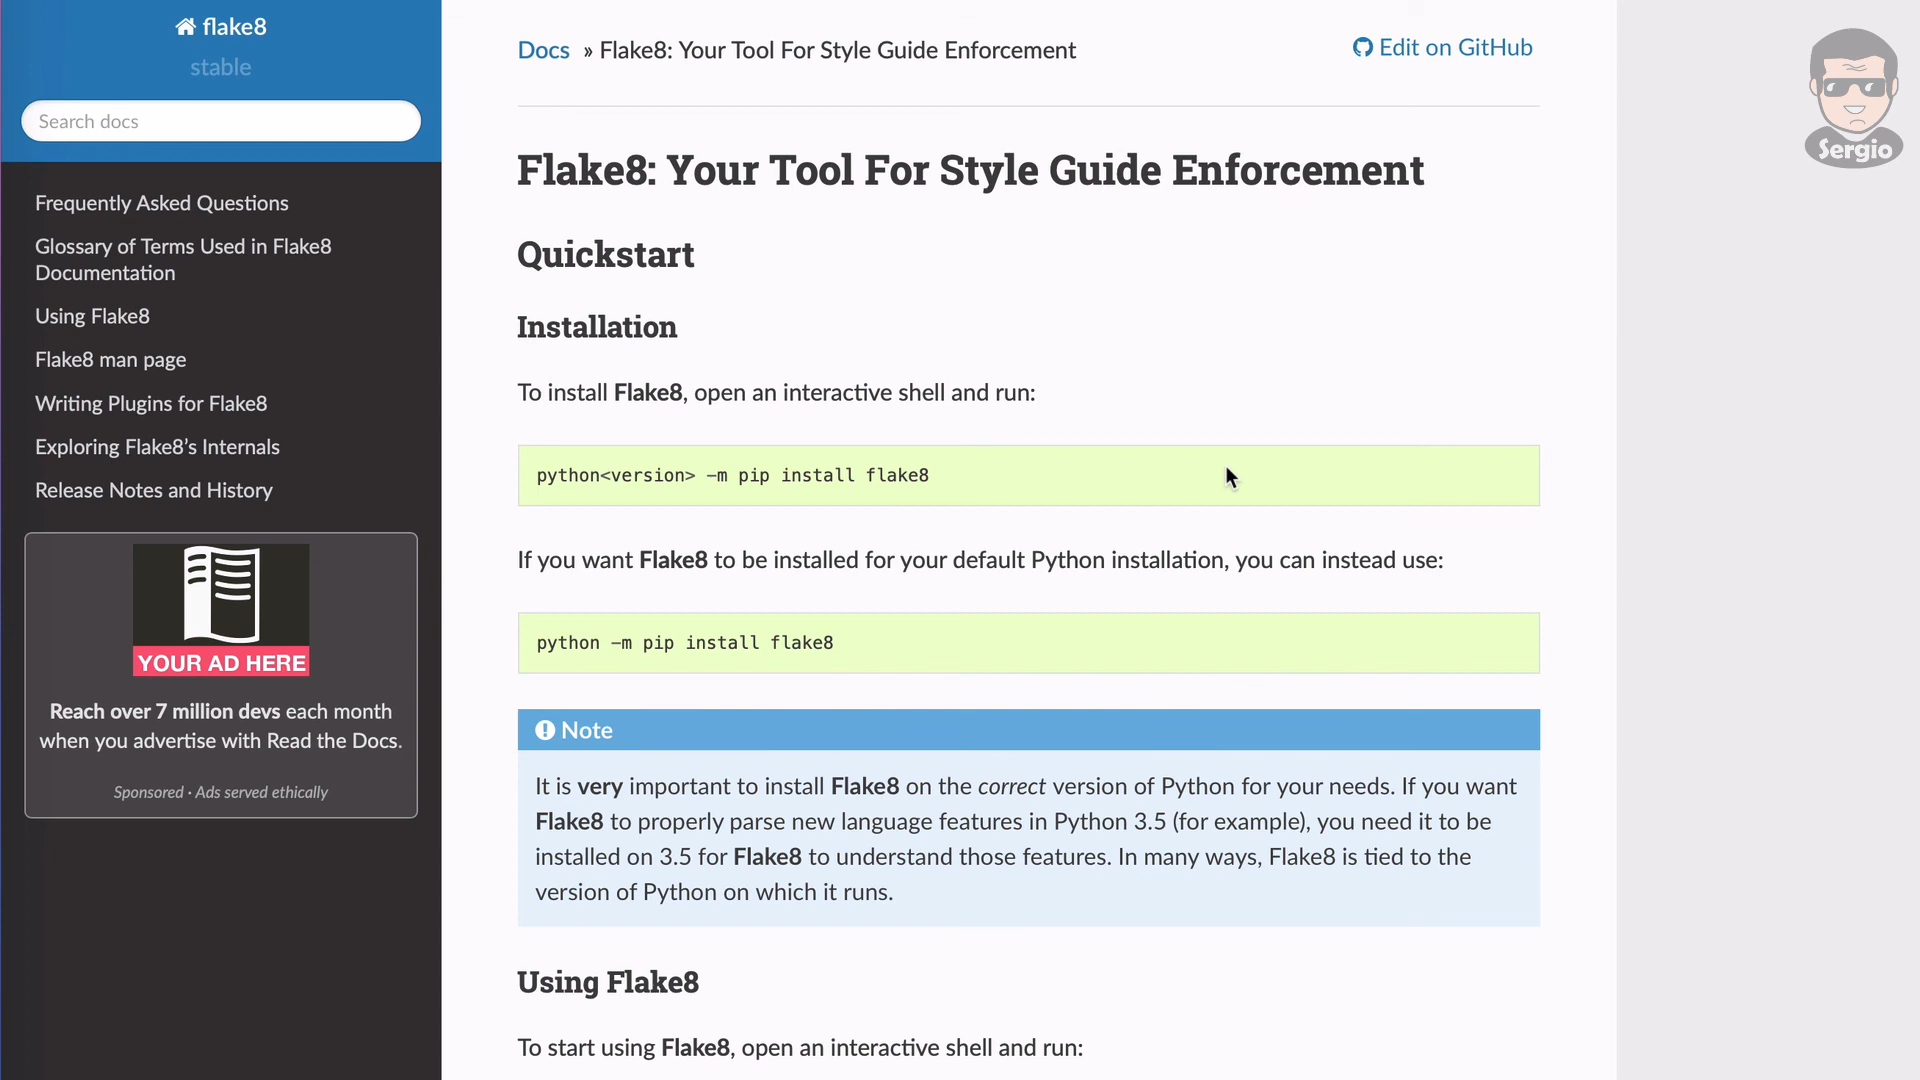 flake8
stable
Search docs
Frequently Asked Questions
Glossary of Terms Used in Flake8
Documentation
Using Flake8
Flake8 man page
Writing Plugins for Flake8
Exploring Flake8’s Internals
Release Notes and History
YOUR AD HERE
Reach over 7 million devs each month
when you advertise with Read the Docs.
Sponsored · Ads served ethically
Docs » Flake8: Your Tool For Style Guide Enforcement
Edit on GitHub
Flake8: Your Tool For Style Guide Enforcement
Quickstart
Installation
To install Flake8, open an interactive shell and run:
python<version> -m pip install flake8
If you want Flake8 to be installed for your default Python installation, you can instead use:
python -m pip install flake8
Note
It is very important to install Flake8 on the correct version of Python for your needs. If you want
Flake8 to properly parse new language features in Python 3.5 (for example), you need it to be
installed on 3.5 for Flake8 to understand those features. In many ways, Flake8 is tied to the
version of Python on which it runs.
Using Flake8
To start using Flake8, open an interactive shell and run:
Sergio